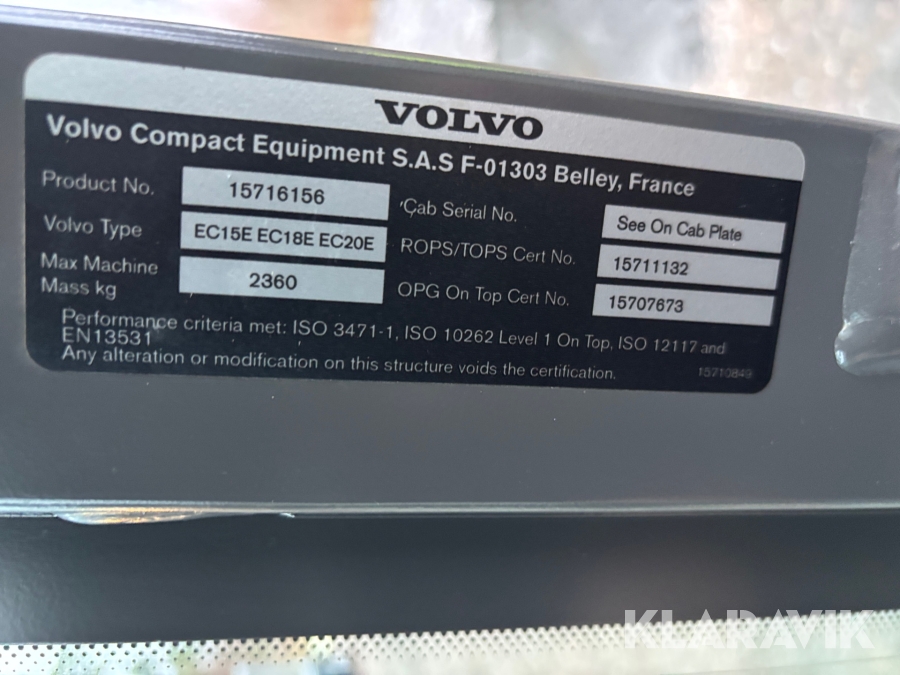 VOLVO
Volvo Compact Equipment S.A.S F-01303 Belley, France
Product No. 15716156
Volvo Type EC15E EC18E EC20E
Max Machine
Mass kg 2360
Cab Serial No. See On Cab Plate
ROPS/TOPS Cert No. 15711132
OPG On Top Cert No. 15707673
Performance criteria met: ISO 3471-1, ISO 10262 Level 1 On Top, ISO 12117 and
EN13531
Any alteration or modification on this structure voids the certification.
15710849
KLARAVIK